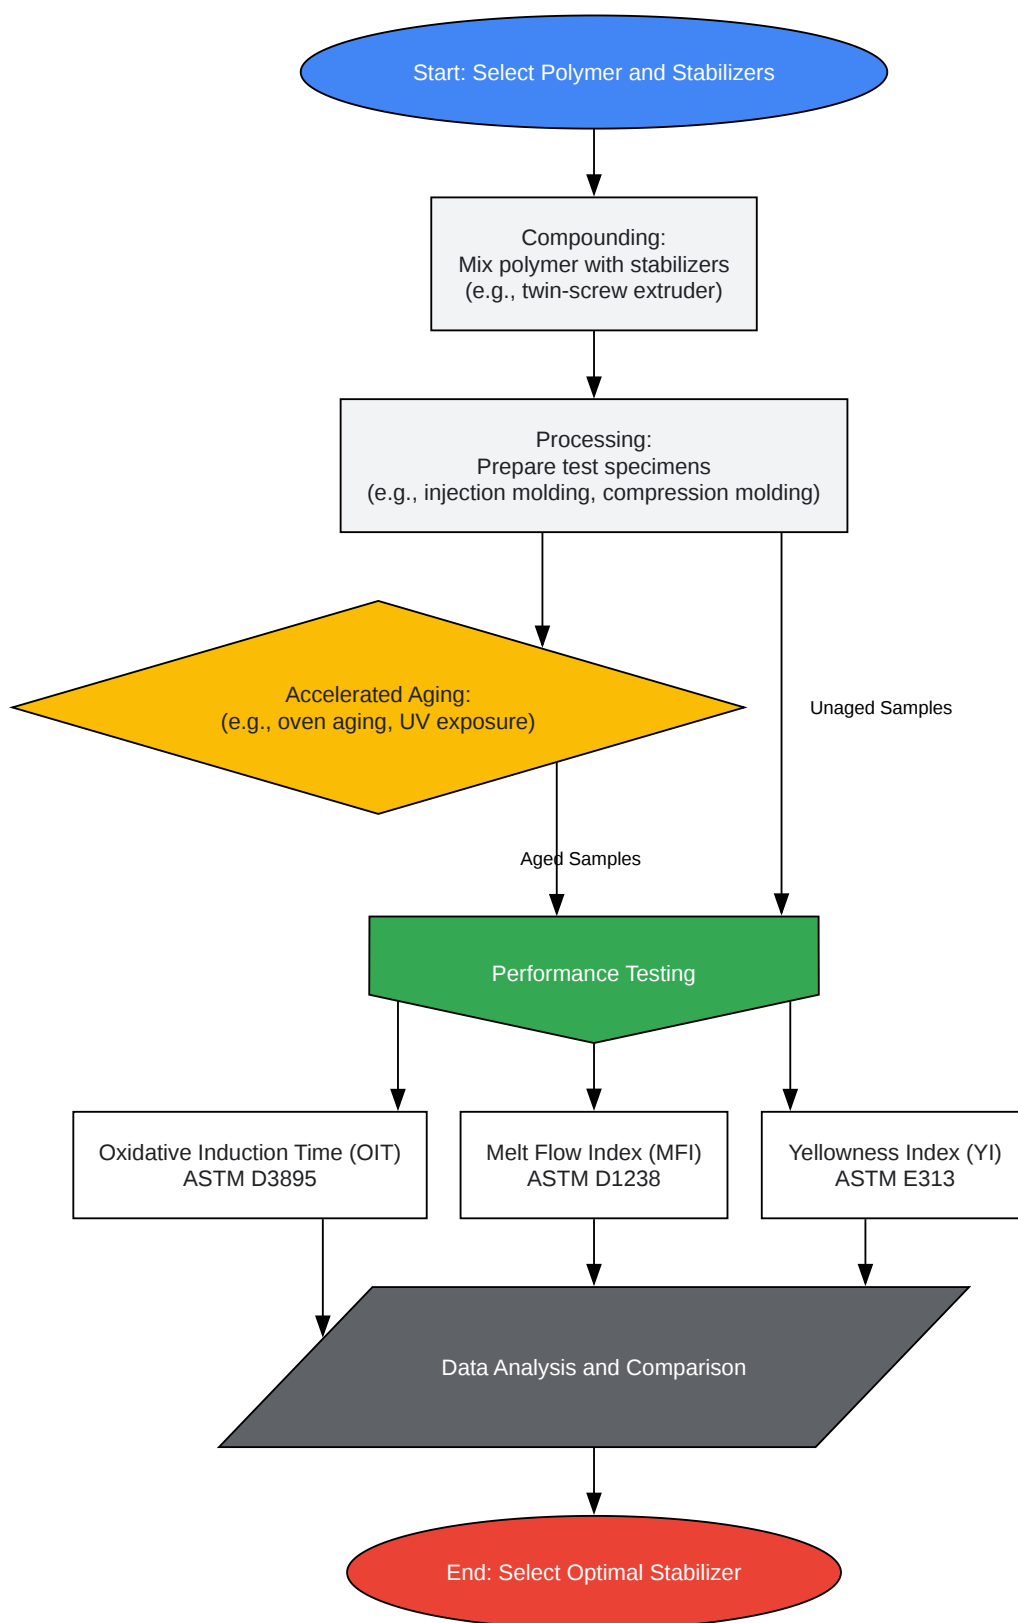 Start: Select Polymer and Stabilizers
Compounding:
Mix polymer with stabilizers
(e.g., twin-screw extruder)
Processing:
Prepare test specimens
(e.g., injection molding, compression molding)
Accelerated Aging:
(e.g., oven aging, UV exposure)
Unaged Samples
Aged Samples
Performance Testing
Oxidative Induction Time (OIT)
ASTM D3895
Melt Flow Index (MFI)
ASTM D1238
Yellowness Index (YI)
ASTM E313
Data Analysis and Comparison
End: Select Optimal Stabilizer